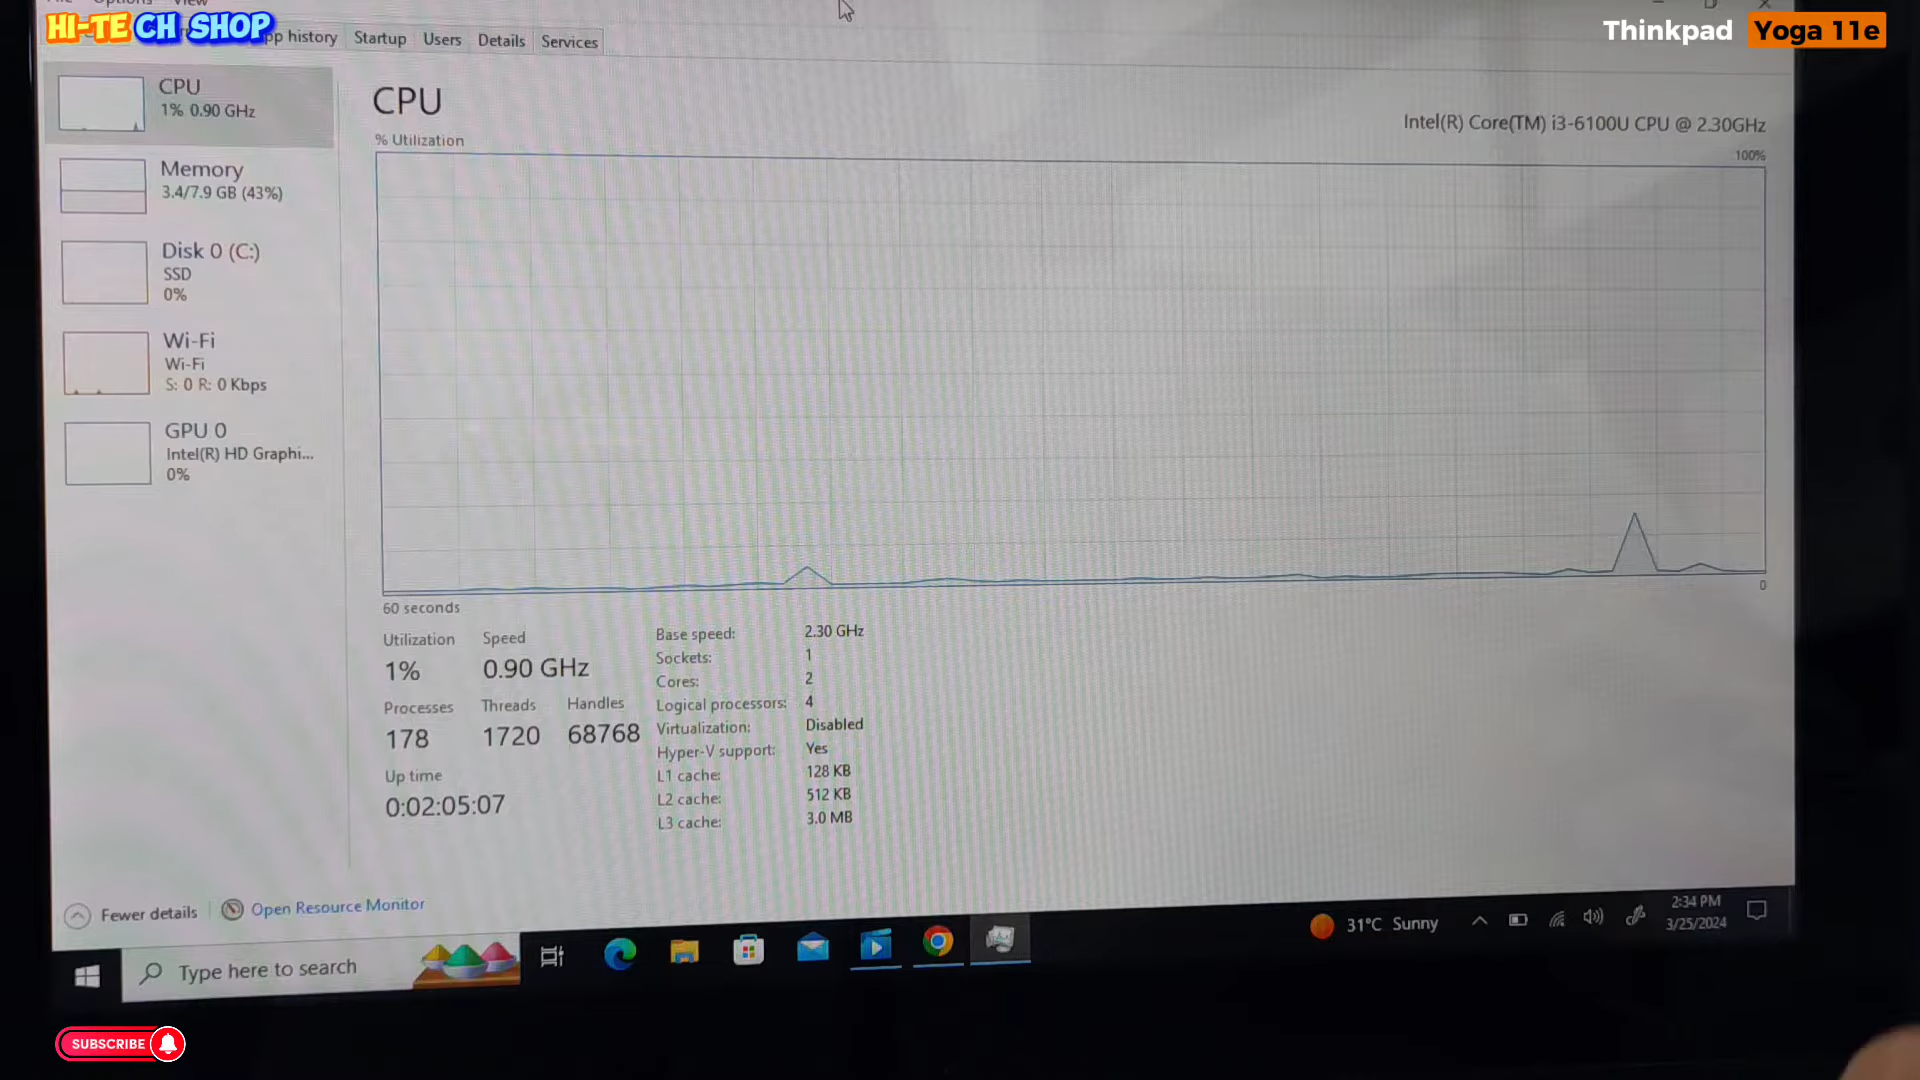 Options View
HI-TECH SHOP
Thinkpad Yoga 11e
pp history Startup Users Details Services
CPU
1% 0.90 GHz
Memory
3.4/7.9 GB (43%)
Disk 0 (C:)
SSD
0%
Wi-Fi
Wi-Fi
S: 0 R: 0 Kbps
GPU 0
Intel(R) HD Graphi...
0%
CPU
Intel(R) Core(TM) i3-6100U CPU @ 2.30GHz
% Utilization
100%
60 seconds
0
Utilization Speed
1% 0.90 GHz
Processes Threads Handles
178 1720 68768
Up time
0:02:05:07
Base speed: 2.30 GHz
Sockets: 1
Cores: 2
Logical processors: 4
Virtualization: Disabled
Hyper-V support: Yes
L1 cache: 128 KB
L2 cache: 512 KB
L3 cache: 3.0 MB
Fewer details
Open Resource Monitor
Type here to search
31°C Sunny
2:34 PM
3/25/2024
SUBSCRIBE